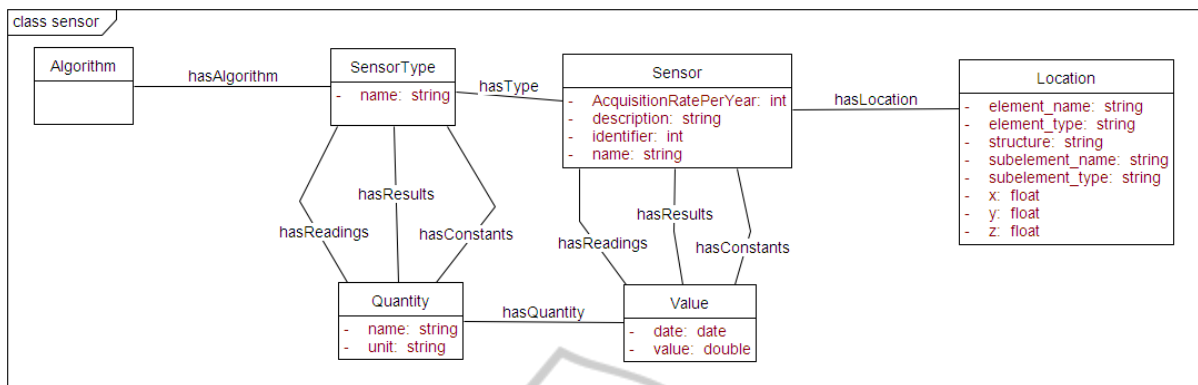 class sensor
Algorithm
hasAlgorithm
SensorType
- name: string
hasType
Sensor
- AcquisitionRatePerYear: int
- description: string
- identifier: int
- name: string
hasLocation
Location
- element_name: string
- element_type: string
- structure: string
- subelement_name: string
- subelement_type: string
- x: float
- y: float
- z: float
hasReadings
hasResults
hasConstants
hasReadings
hasResults
hasConstants
Quantity
- name: string
- unit: string
hasQuantity
Value
- date: date
- value: double